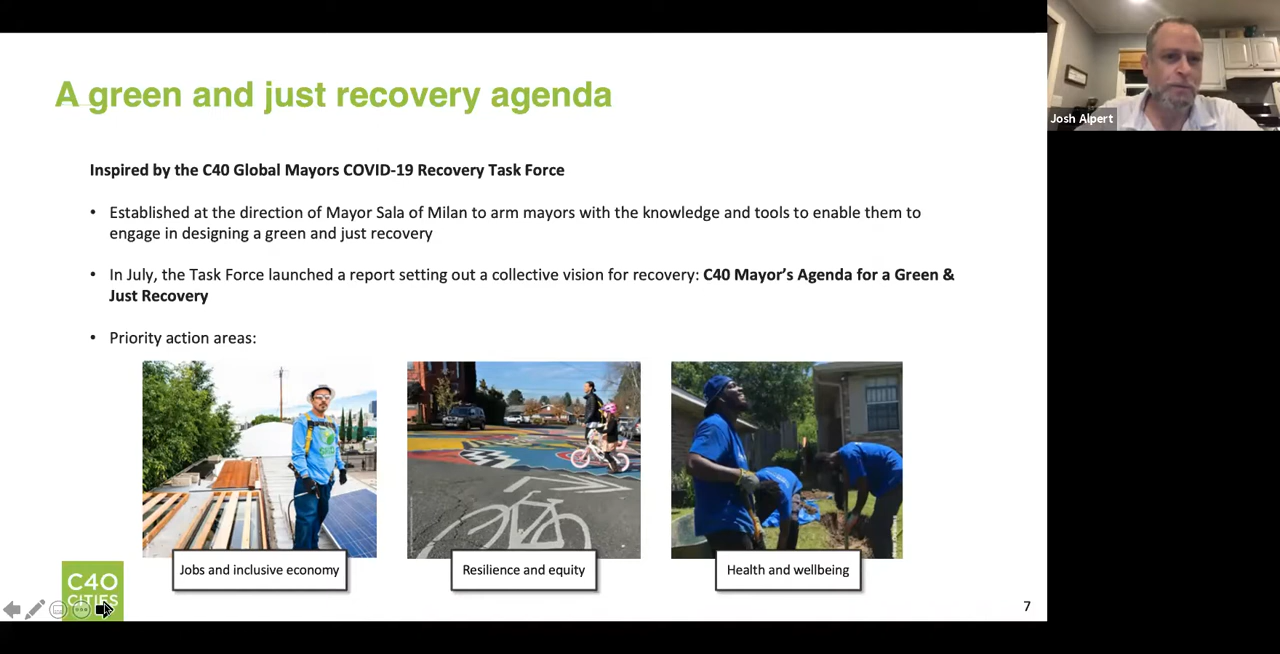 A green and just recovery agenda
Josh Alpert
Inspired by the C40 Global Mayors COVID-19 Recovery Task Force
• Established at the direction of Mayor Sala of Milan to arm mayors with the knowledge and tools to enable them to
engage in designing a green and just recovery
• In July, the Task Force launched a report setting out a collective vision for recovery: C40 Mayor's Agenda for a Green &
Just Recovery
• Priority action areas:
Jobs and inclusive economy
Resilience and equity
Health and wellbeing
C40
CITIES
7